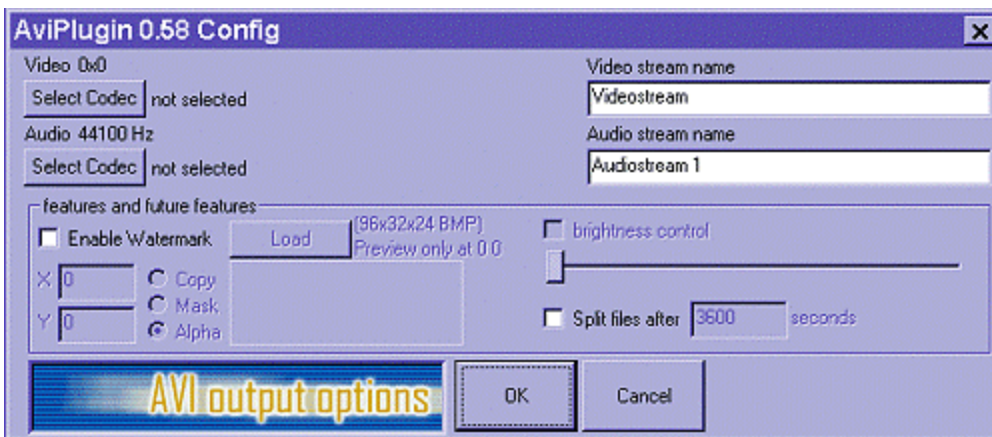 AviPlugin 0.58 Config
Video 0x0
Select Codec not selected
Video stream name
Videostream
Audio 44100 Hz
Select Codec not selected
Audio stream name
Audiostream 1
features and future features
Enable Watermark
Load
(96x32x24 BMP)
Preview only at 0.0
X 0
Y 0
Copy
Mask
Alpha
brightness control
Split files after 3600 seconds
AVI output options
OK
Cancel